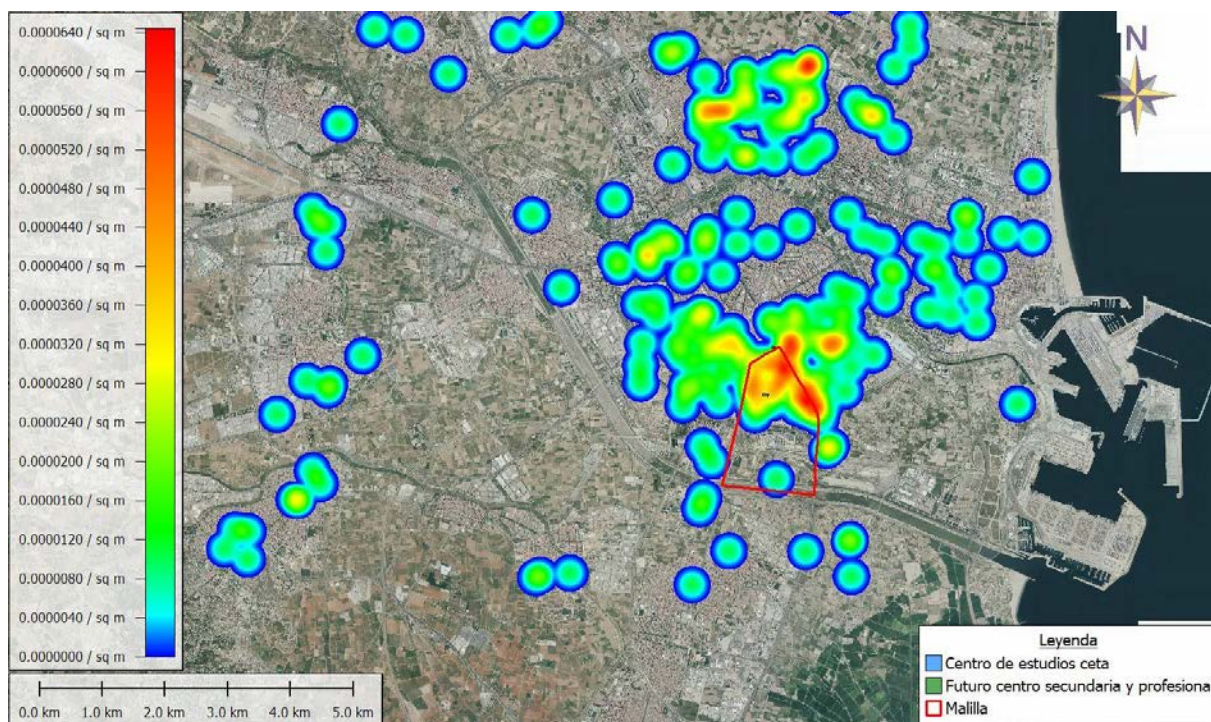 0.0000640 / sq m
0.0000600 / sq m
0.0000560 / sq m
0.0000520 / sq m
0.0000480 / sq m
0.0000440 / sq m
0.0000400 / sq m
0.0000360 / sq m
0.0000320 / sq m
0.0000280 / sq m
0.0000240 / sq m
0.0000200 / sq m
0.0000160 / sq m
0.0000120 / sq m
0.0000080 / sq m
0.0000040 / sq m
0.0000000 / sq m
N
0.0 km 1.0 km 2.0 km 3.0 km 4.0 km 5.0 km
Leyenda
Centro de estudios ceta
Futuro centro secundaria y profesiona
Malilla